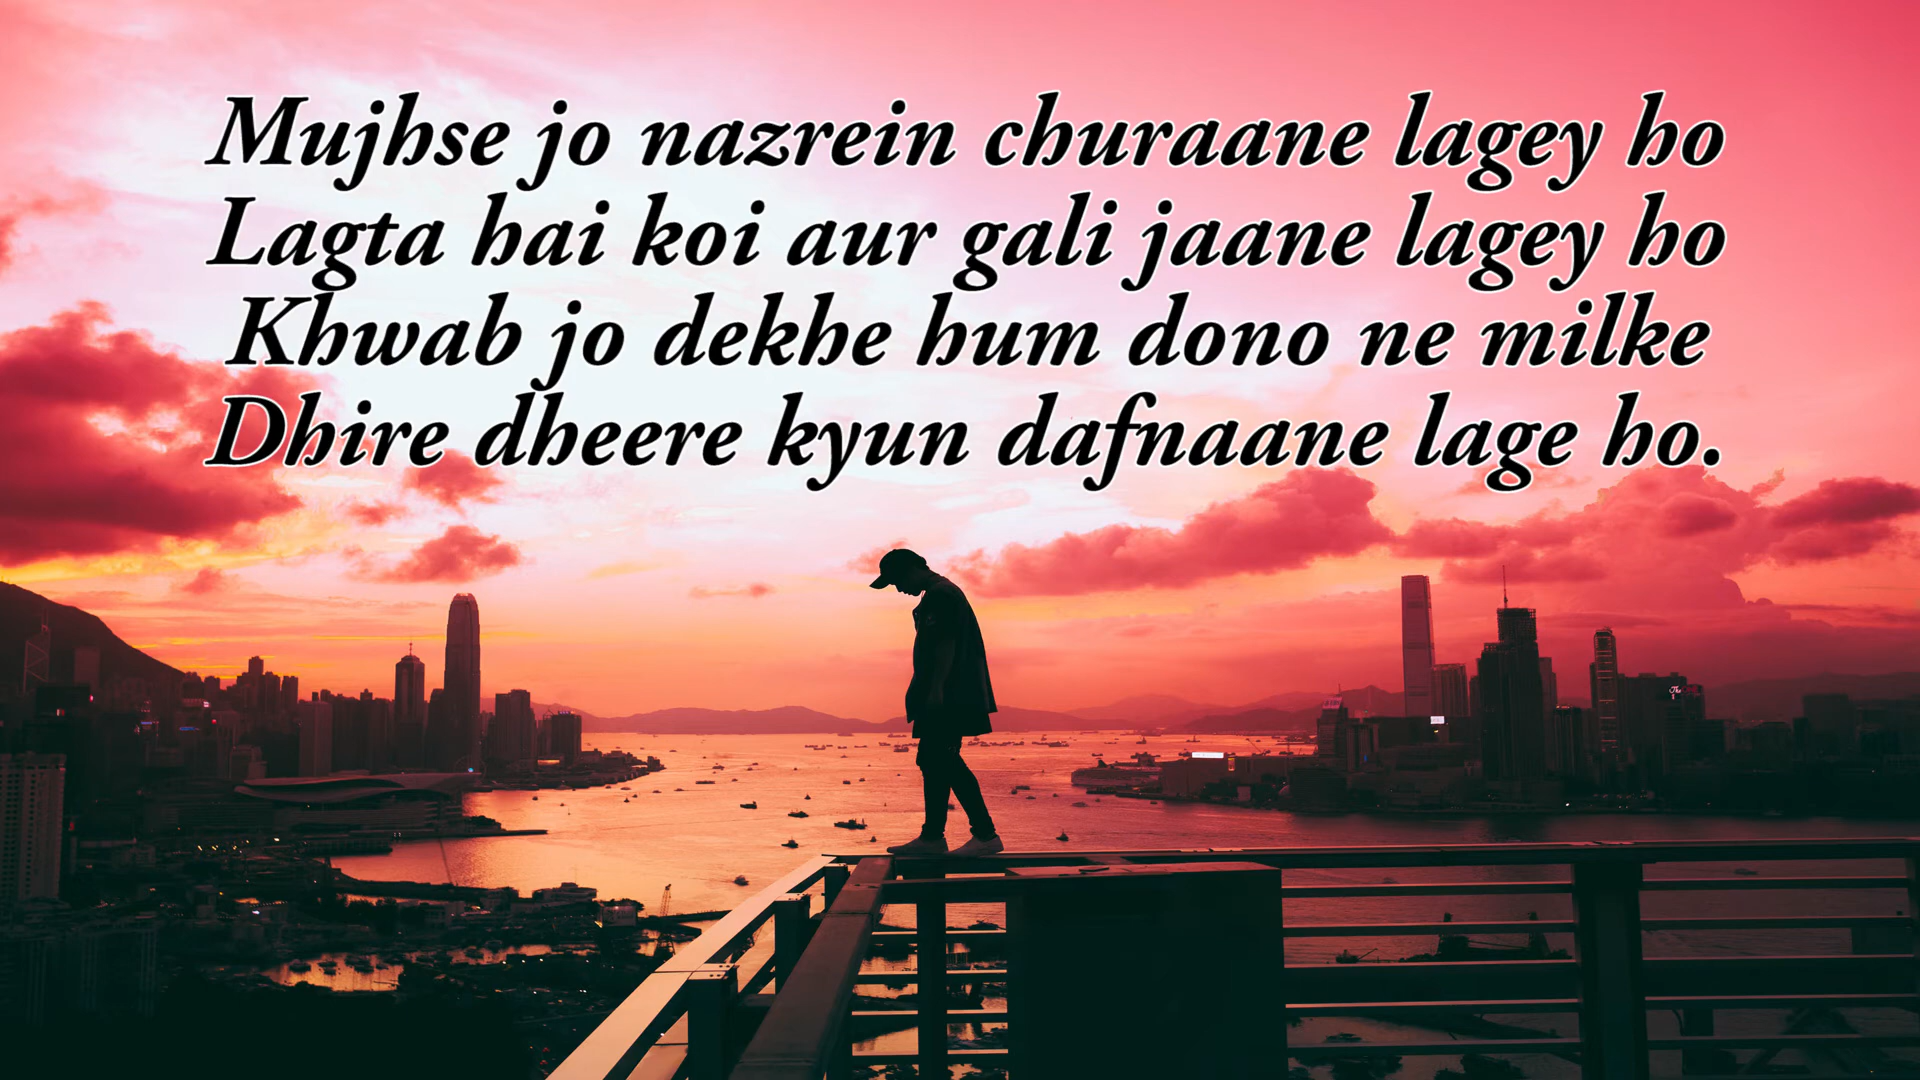 Mujhse jo nazrein churaane lagey ho
Lagta hai koi aur gali jaane lagey ho
Khwab jo dekhe hum dono ne milke
Dhire dheere kyun dafnaane lage ho.